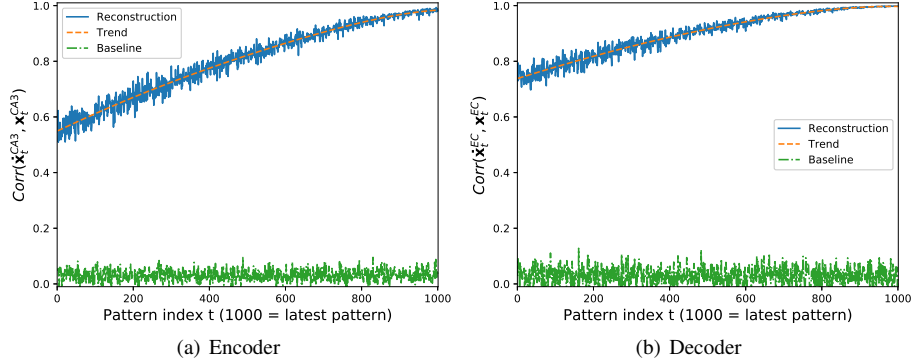 1.0
0.8
0.6
0.4
0.2
0.0
Corr(ẋ_t^{CA3}, x_t^{CA3})
Reconstruction
Trend
Baseline
0 200 400 600 800 1000
Pattern index t (1000 = latest pattern)
(a) Encoder
1.0
0.8
0.6
0.4
0.2
0.0
Corr(ẋ_t^{EC}, x_t^{EC})
Reconstruction
Trend
Baseline
0 200 400 600 800 1000
Pattern index t (1000 = latest pattern)
(b) Decoder